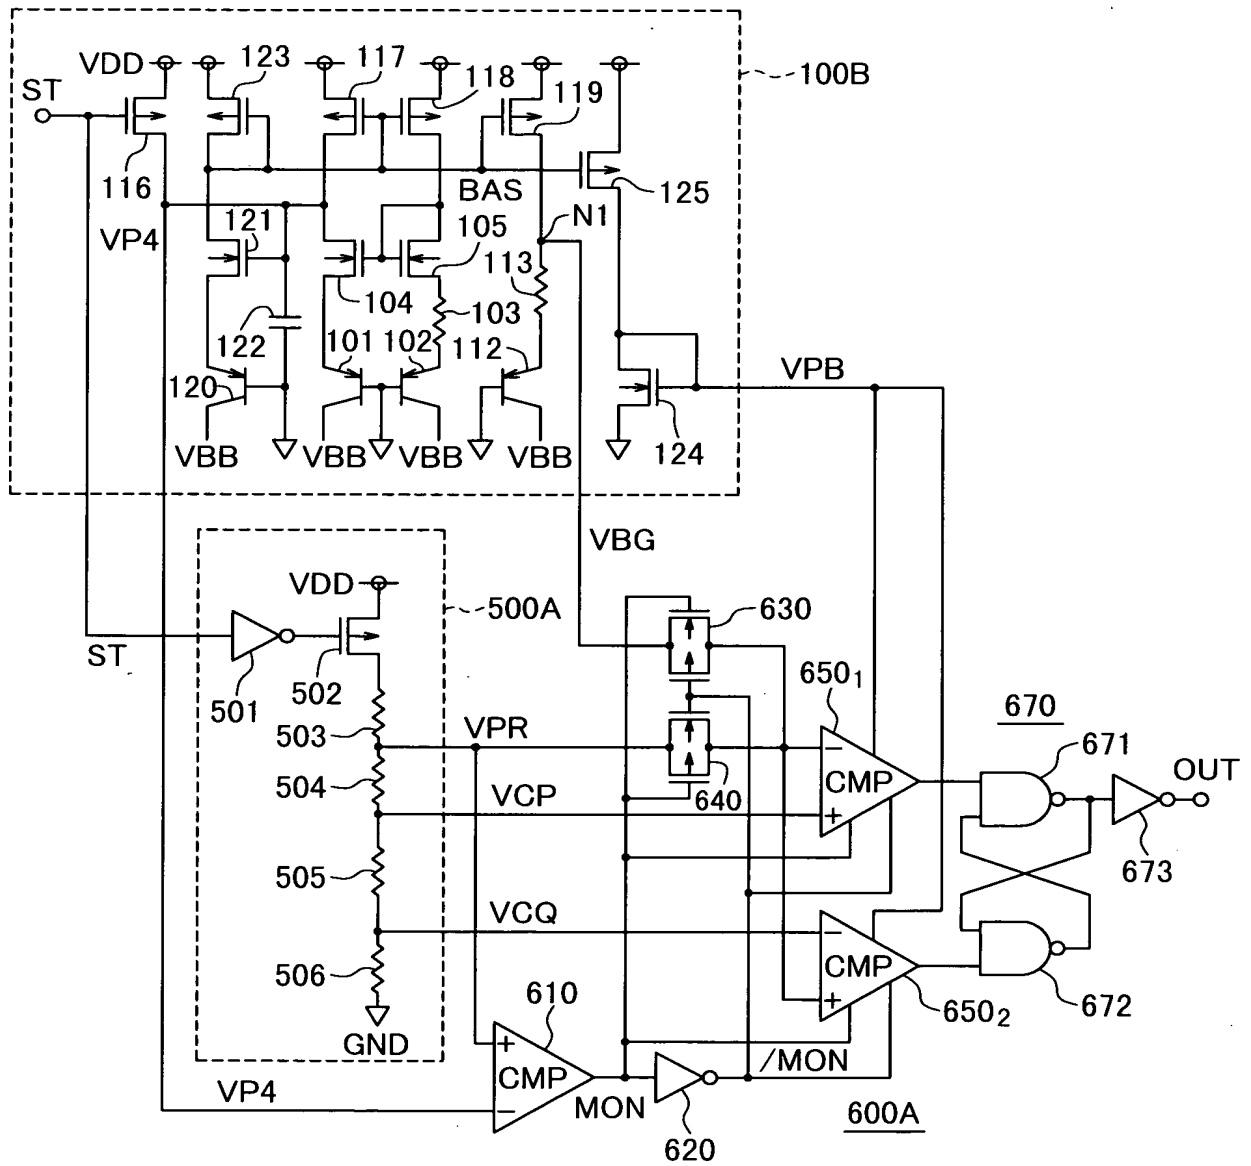 VDD 123 117 118 119 100B
ST
116 BAS 125
VP4 121 N1
105 113
104 103
122 101 102 112 VPB
120
VBB VBB VBB VBB 124
VBG
VDD 500A 630
ST
501 502 650₁ 670
503 VPR 671
504 VCP 640 CMP OUT
− +
505 673
VCQ
506 CMP
− +
610 650₂ 672
GND
+ − CMP /MON
VP4 MON 600A
620